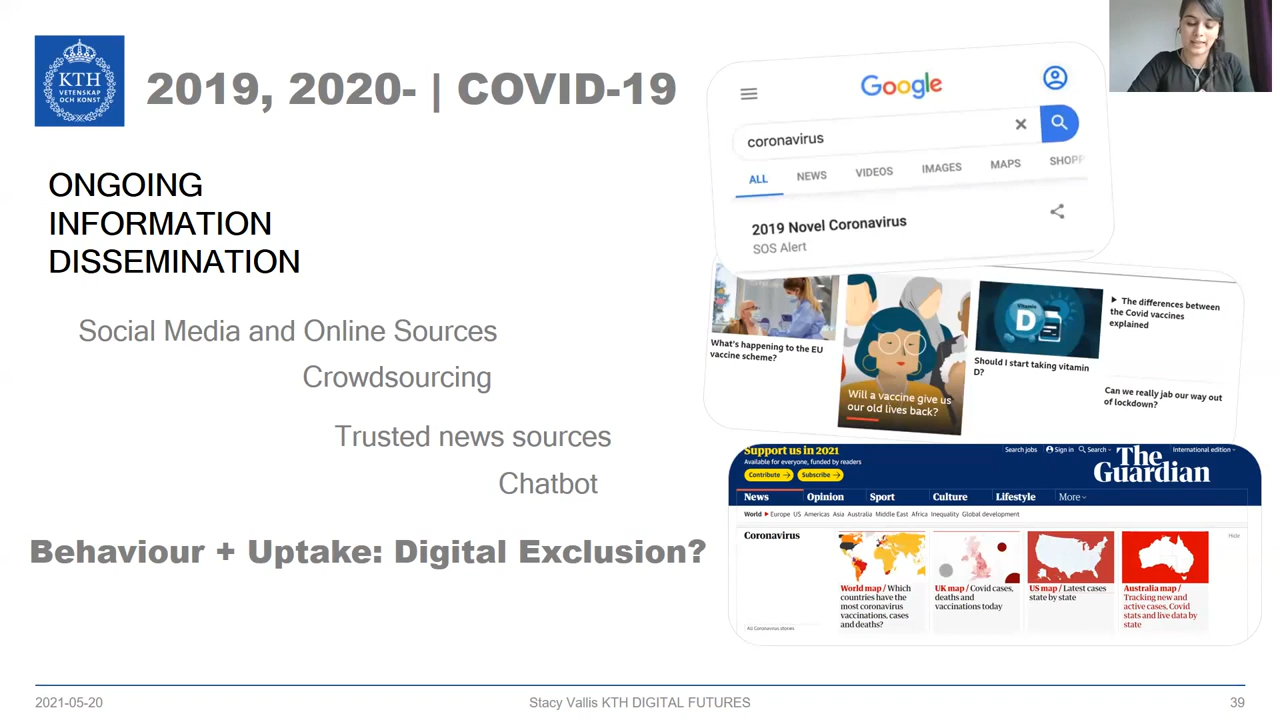 KTH
VETENSKAP
OCH KONST
2019, 2020- | COVID-19
ONGOING
INFORMATION
DISSEMINATION
Social Media and Online Sources
Crowdsourcing
Trusted news sources
Chatbot
Behaviour + Uptake: Digital Exclusion?
Google
coronavirus
ALL NEWS VIDEOS IMAGES MAPS SHOPP
2019 Novel Coronavirus
SOS Alert
What's happening to the EU
vaccine scheme?
Will a vaccine give us
our old lives back?
Vitamin
D
Should I start taking vitamin
D?
The differences between
the Covid vaccines
explained
Can we really jab our way out
of lockdown?
Support us in 2021
Available for everyone, funded by readers
Contribute → Subscribe →
Search jobs Sign in Search International edition
The
Guardian
News Opinion Sport Culture Lifestyle More
World Europe US Americas Asia Australia Middle East Africa Inequality Global development
Coronavirus
Hide
World map / Which
countries have the
most coronavirus
vaccinations, cases
and deaths?
UK map / Covid cases,
deaths and
vaccinations today
US map / Latest cases
state by state
Australia map /
Tracking new and
active cases, Covid
stats and live data by
state
All Coronavirus stories
2021-05-20
Stacy Vallis KTH DIGITAL FUTURES
39